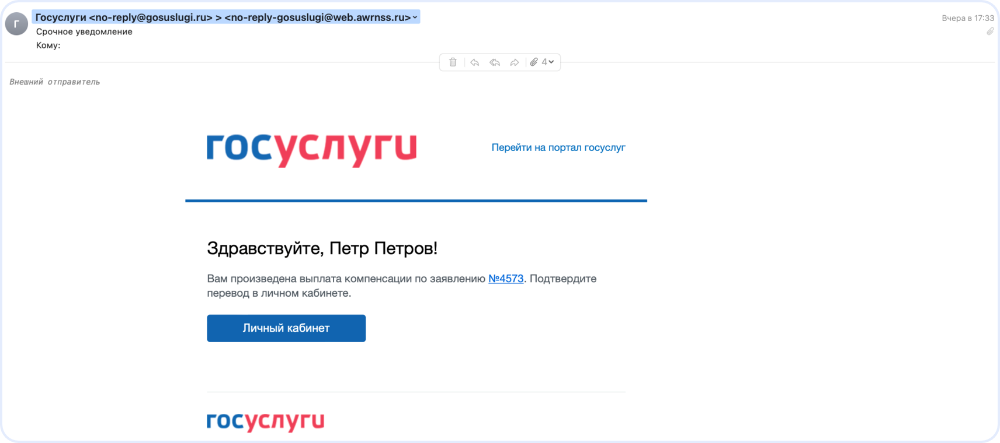 Г
Госуслуги <no-reply@gosuslugi.ru> > <no-reply-gosuslugi@web.awrnss.ru>
Вчера в 17:33
Срочное уведомление
Кому:
4
Внешний отправитель
госуслуги
Перейти на портал госуслуг
Здравствуйте, Петр Петров!
Вам произведена выплата компенсации по заявлению №4573. Подтвердите
перевод в личном кабинете.
Личный кабинет
госуслуги